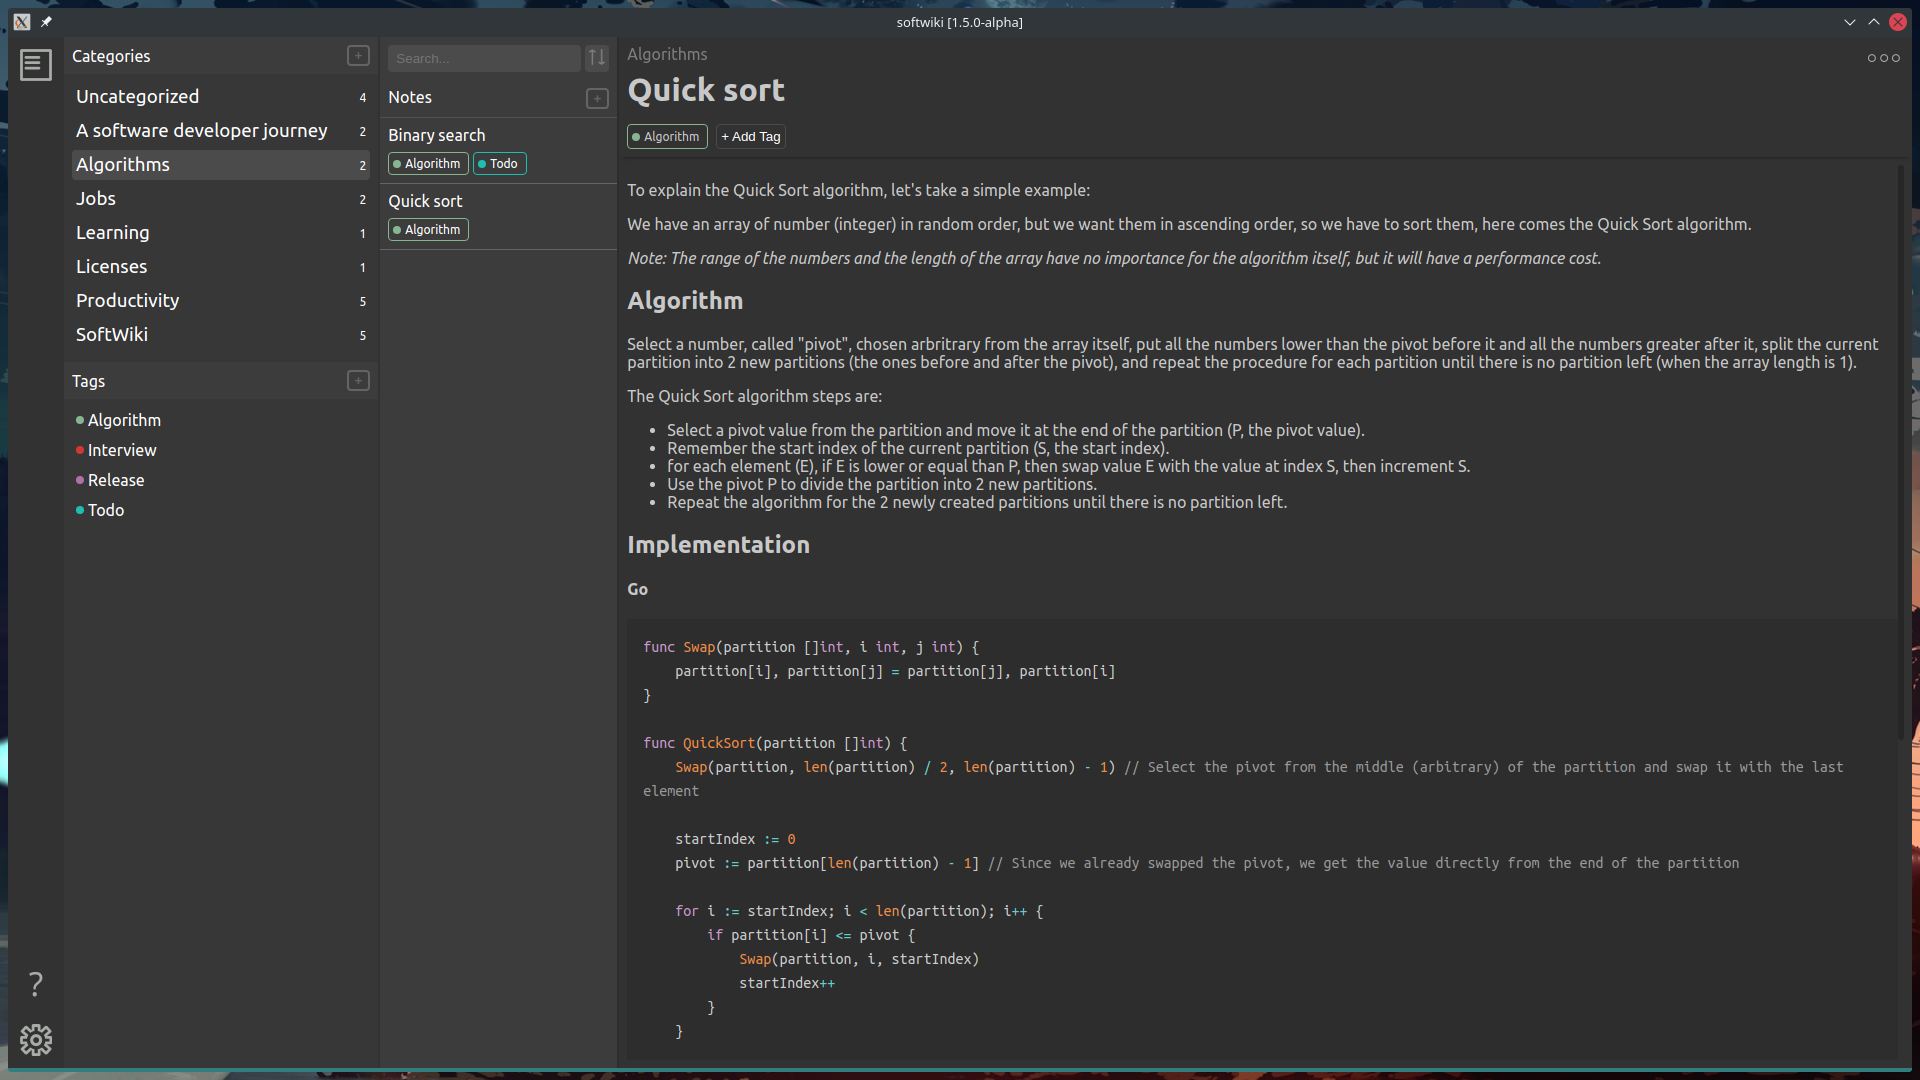 softwiki [1.5.0-alpha]
Categories
+
Uncategorized 4
A software developer journey 2
Algorithms 2
Jobs 2
Learning 1
Licenses 1
Productivity 5
SoftWiki 5
Tags
+
Algorithm
Interview
Release
Todo
?
Search...
Notes
+
Binary search
Algorithm Todo
Quick sort
Algorithm
Algorithms
Quick sort
Algorithm + Add Tag
To explain the Quick Sort algorithm, let's take a simple example:
We have an array of number (integer) in random order, but we want them in ascending order, so we have to sort them, here comes the Quick Sort algorithm.
Note: The range of the numbers and the length of the array have no importance for the algorithm itself, but it will have a performance cost.
Algorithm
Select a number, called "pivot", chosen arbritrary from the array itself, put all the numbers lower than the pivot before it and all the numbers greater after it, split the current
partition into 2 new partitions (the ones before and after the pivot), and repeat the procedure for each partition until there is no partition left (when the array length is 1).
The Quick Sort algorithm steps are:
• Select a pivot value from the partition and move it at the end of the partition (P, the pivot value).
• Remember the start index of the current partition (S, the start index).
• for each element (E), if E is lower or equal than P, then swap value E with the value at index S, then increment S.
• Use the pivot P to divide the partition into 2 new partitions.
• Repeat the algorithm for the 2 newly created partitions until there is no partition left.
Implementation
Go
func Swap(partition []int, i int, j int) {
    partition[i], partition[j] = partition[j], partition[i]
}
func QuickSort(partition []int) {
    Swap(partition, len(partition) / 2, len(partition) - 1) // Select the pivot from the middle (arbitrary) of the partition and swap it with the last
element
    startIndex := 0
    pivot := partition[len(partition) - 1] // Since we already swapped the pivot, we get the value directly from the end of the partition
    for i := startIndex; i < len(partition); i++ {
        if partition[i] <= pivot {
            Swap(partition, i, startIndex)
            startIndex++
        }
    }